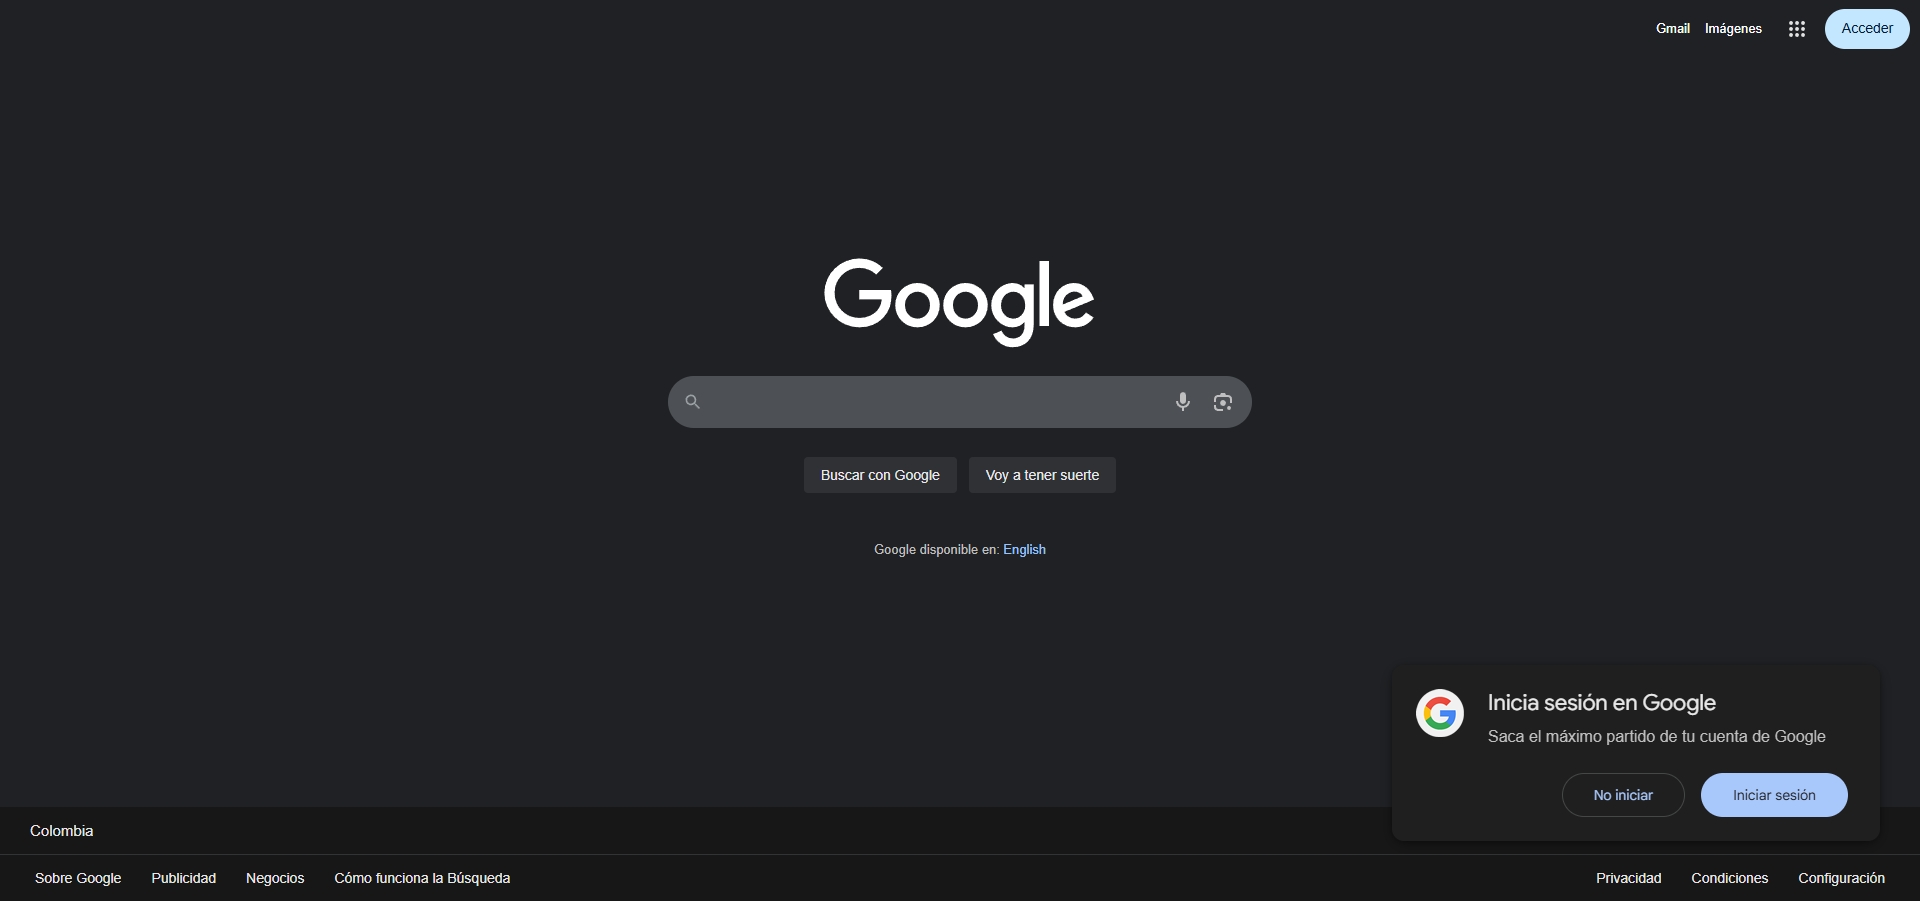 Gmail Imágenes Acceder
Google
Buscar con Google Voy a tener suerte
Google disponible en: English
Inicia sesión en Google
Saca el máximo partido de tu cuenta de Google
No iniciar Iniciar sesión
Colombia
Sobre Google Publicidad Negocios Cómo funciona la Búsqueda Privacidad Condiciones Configuración